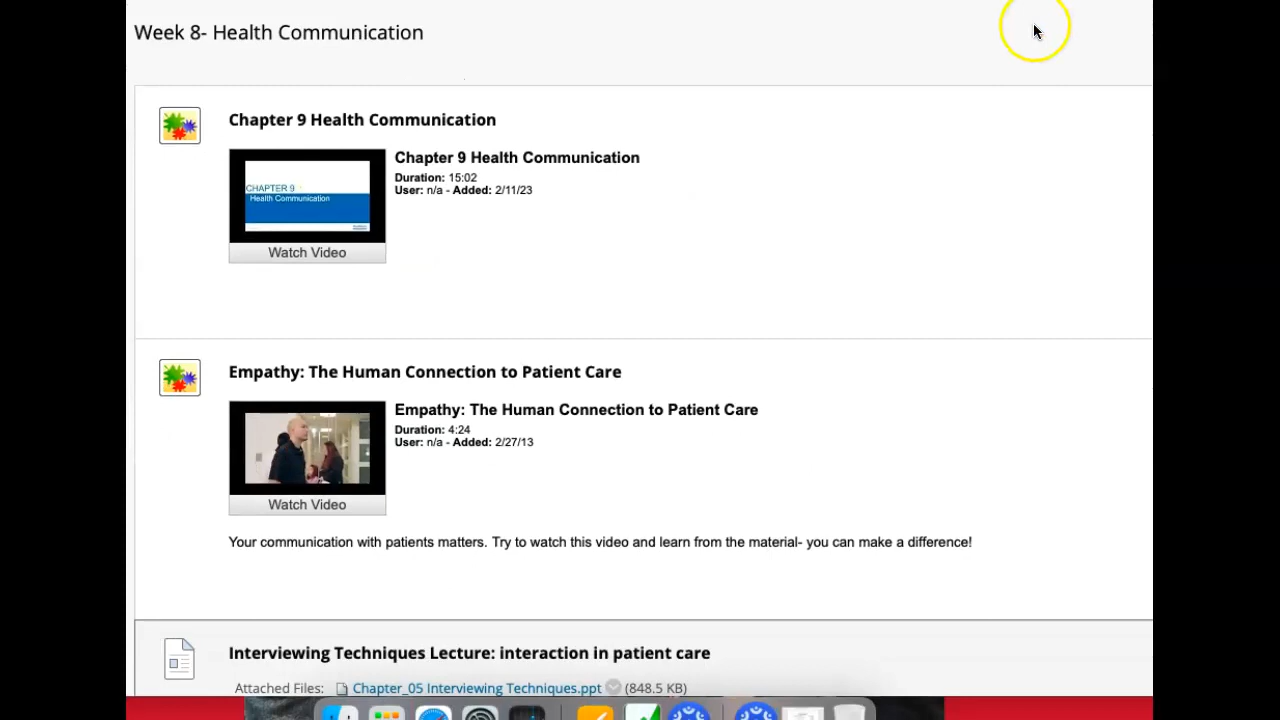 Week 8- Health Communication
Chapter 9 Health Communication
Chapter 9 Health Communication
Duration: 15:02
User: n/a - Added: 2/11/23
CHAPTER 9
Health Communication
Watch Video
Empathy: The Human Connection to Patient Care
Empathy: The Human Connection to Patient Care
Duration: 4:24
User: n/a - Added: 2/27/13
Watch Video
Your communication with patients matters. Try to watch this video and learn from the material- you can make a difference!
Interviewing Techniques Lecture: interaction in patient care
Attached Files: Chapter_05 Interviewing Techniques.ppt (848.5 KB)